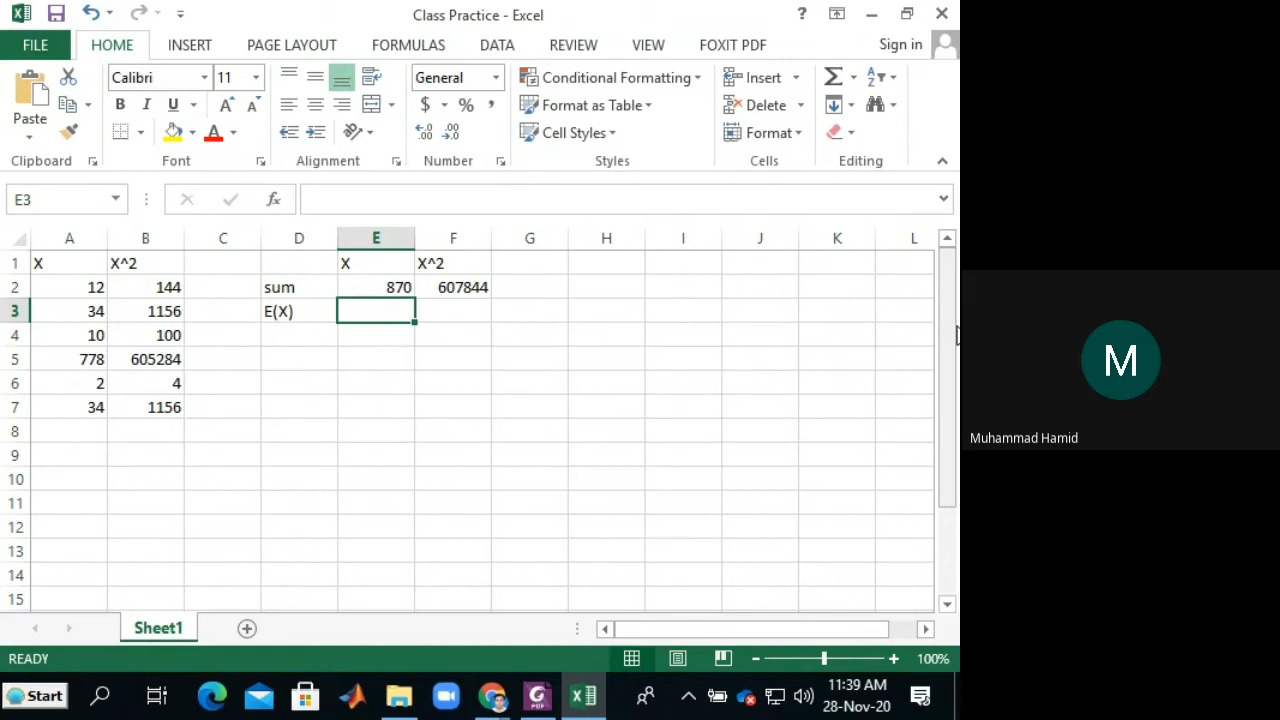 Class Practice - Excel
?
FILE HOME INSERT PAGE LAYOUT FORMULAS DATA REVIEW VIEW FOXIT PDF Sign in
Calibri 11 General Conditional Formatting Insert
Paste B I U A A A $ % , Format as Table Delete
Cell Styles Format
Clipboard Font Alignment Number Styles Cells Editing
E3 fx
A B C D E F G H I J K L
1 X X^2 X X^2
2 12 144 sum 870 607844
3 34 1156 E(X)
4 10 100
5 778 605284
6 2 4
7 34 1156
8
9
10
11
12
13
14
15
Sheet1
READY 100%
Start 11:39 AM
28-Nov-20
M
Muhammad Hamid